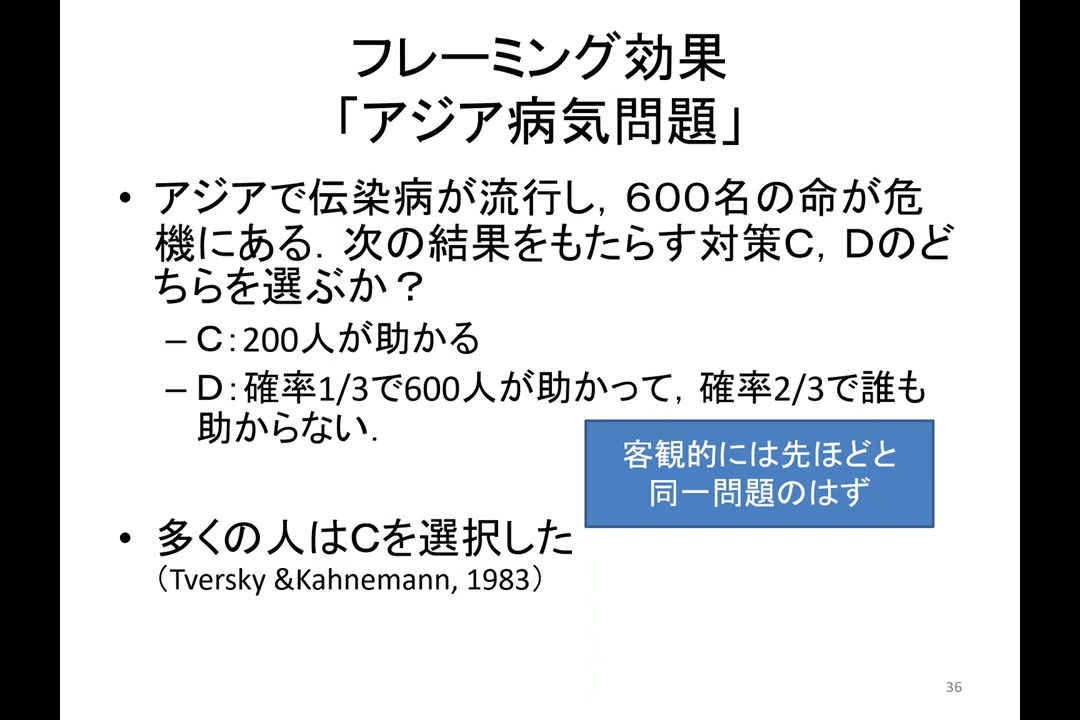 フレーミング効果
「アジア病気問題」
• アジアで伝染病が流行し，６００名の命が危
機にある．次の結果をもたらす対策Ｃ，Ｄのど
ちらを選ぶか？
– Ｃ：200人が助かる
– Ｄ：確率1/3で600人が助かって，確率2/3で誰も
助からない．
客観的には先ほどと
同一問題のはず
• 多くの人はＣを選択した
（Tversky &Kahnemann, 1983）
36